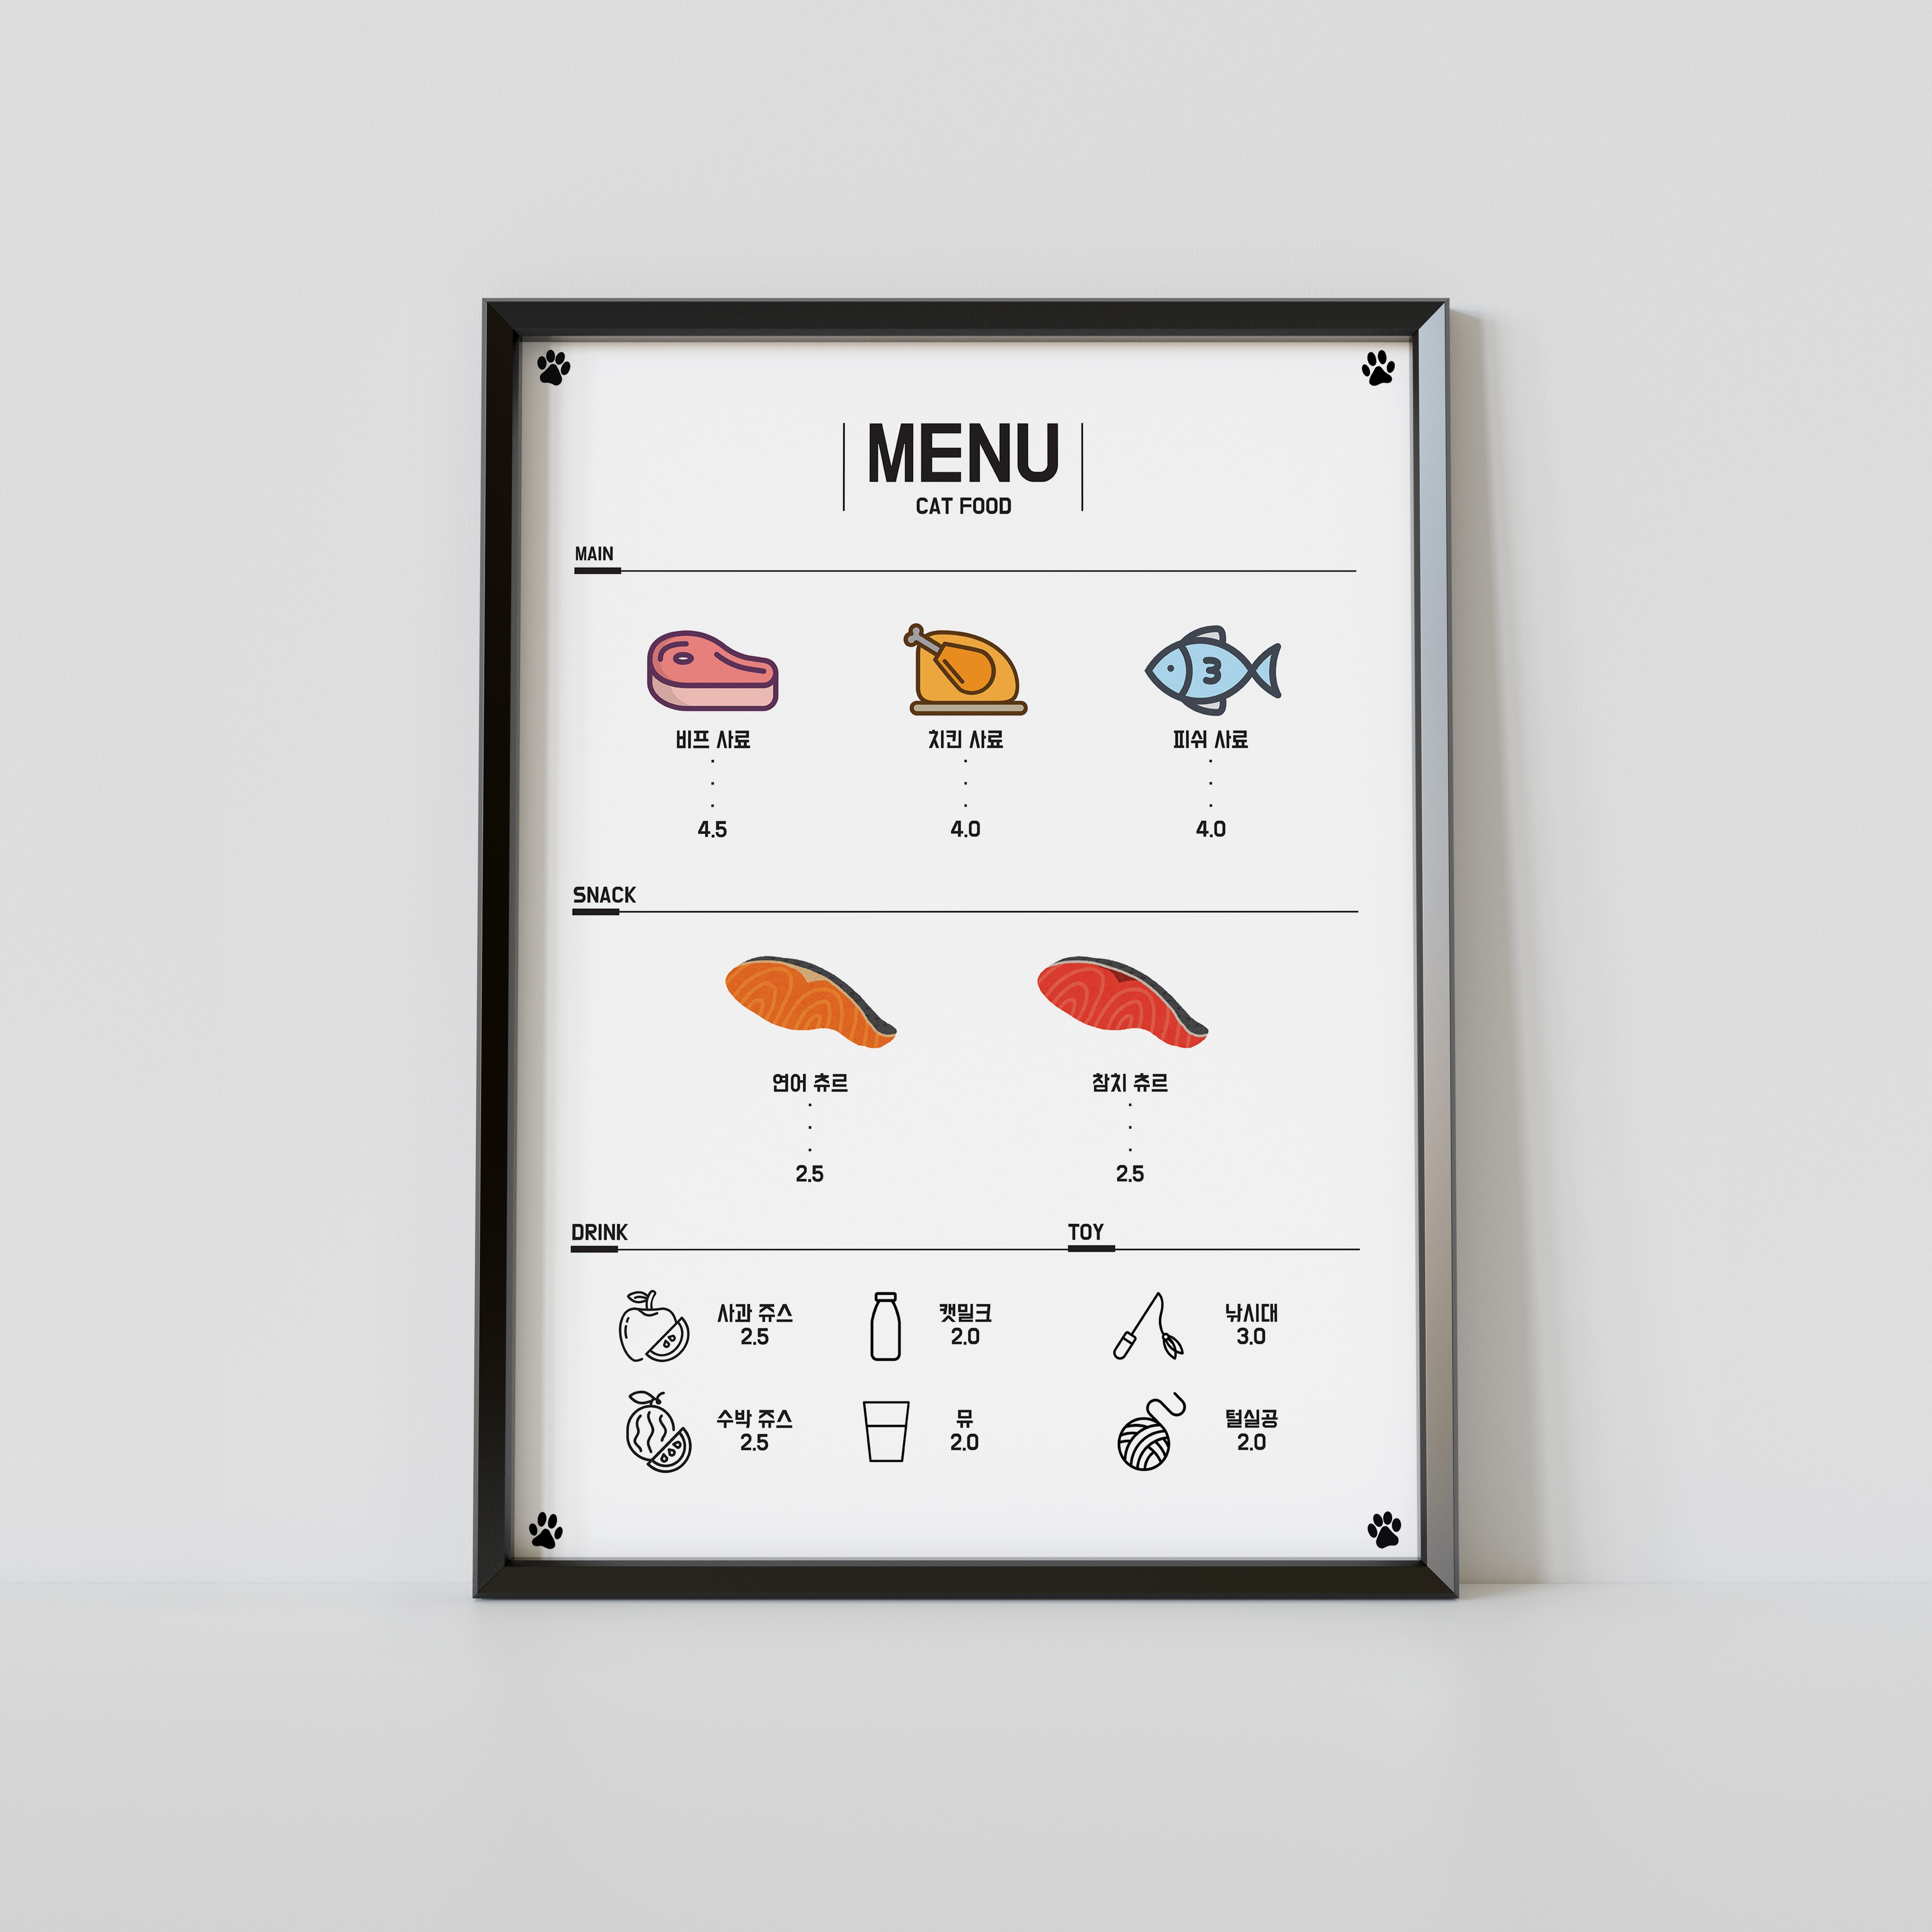 MENU
CAT FOOD
MAIN
3
비프 사료
치킨 사료
피쉬 사료
4.5
4.0
4.0
SNACK
연어 츄르
참치 츄르
2.5
2.5
DRINK
사과 쥬스
2.5
캣밀크
2.0
수박 쥬스
2.5
뮤
2.0
TOY
낚시대
3.0
털실공
2.0